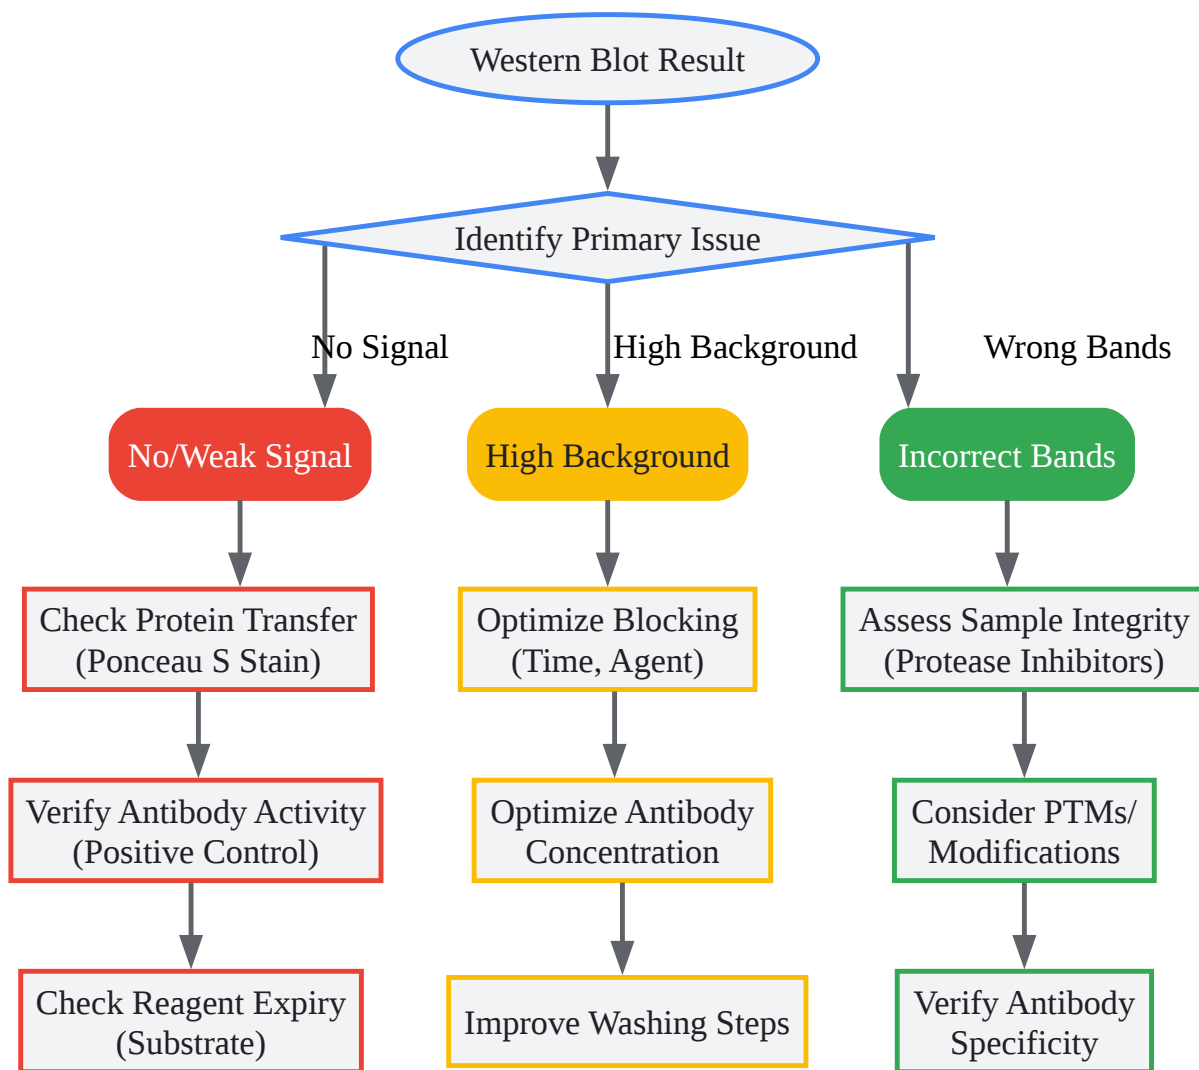 Western Blot Result
Identify Primary Issue
No Signal
High Background
Wrong Bands
No/Weak Signal
High Background
Incorrect Bands
Check Protein Transfer
(Ponceau S Stain)
Optimize Blocking
(Time, Agent)
Assess Sample Integrity
(Protease Inhibitors)
Verify Antibody Activity
(Positive Control)
Optimize Antibody
Concentration
Consider PTMs/
Modifications
Check Reagent Expiry
(Substrate)
Improve Washing Steps
Verify Antibody
Specificity